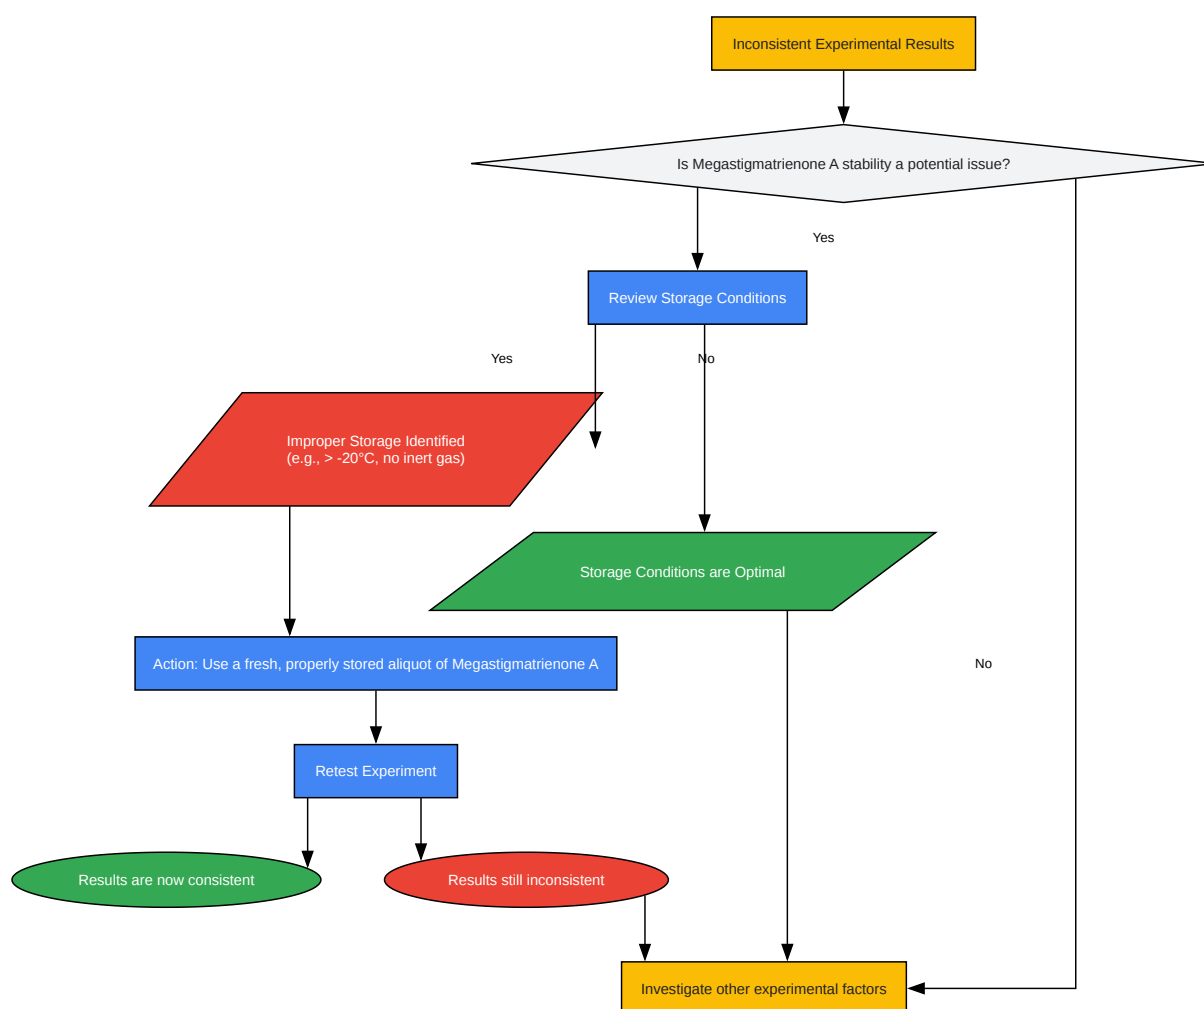 Inconsistent Experimental Results
Is Megastigmatrienone A stability a potential issue?
Yes
Review Storage Conditions
Yes
No
Improper Storage Identified
(e.g., > -20°C, no inert gas)
Storage Conditions are Optimal
Action: Use a fresh, properly stored aliquot of Megastigmatrienone A
No
Retest Experiment
Results are now consistent
Results still inconsistent
Investigate other experimental factors